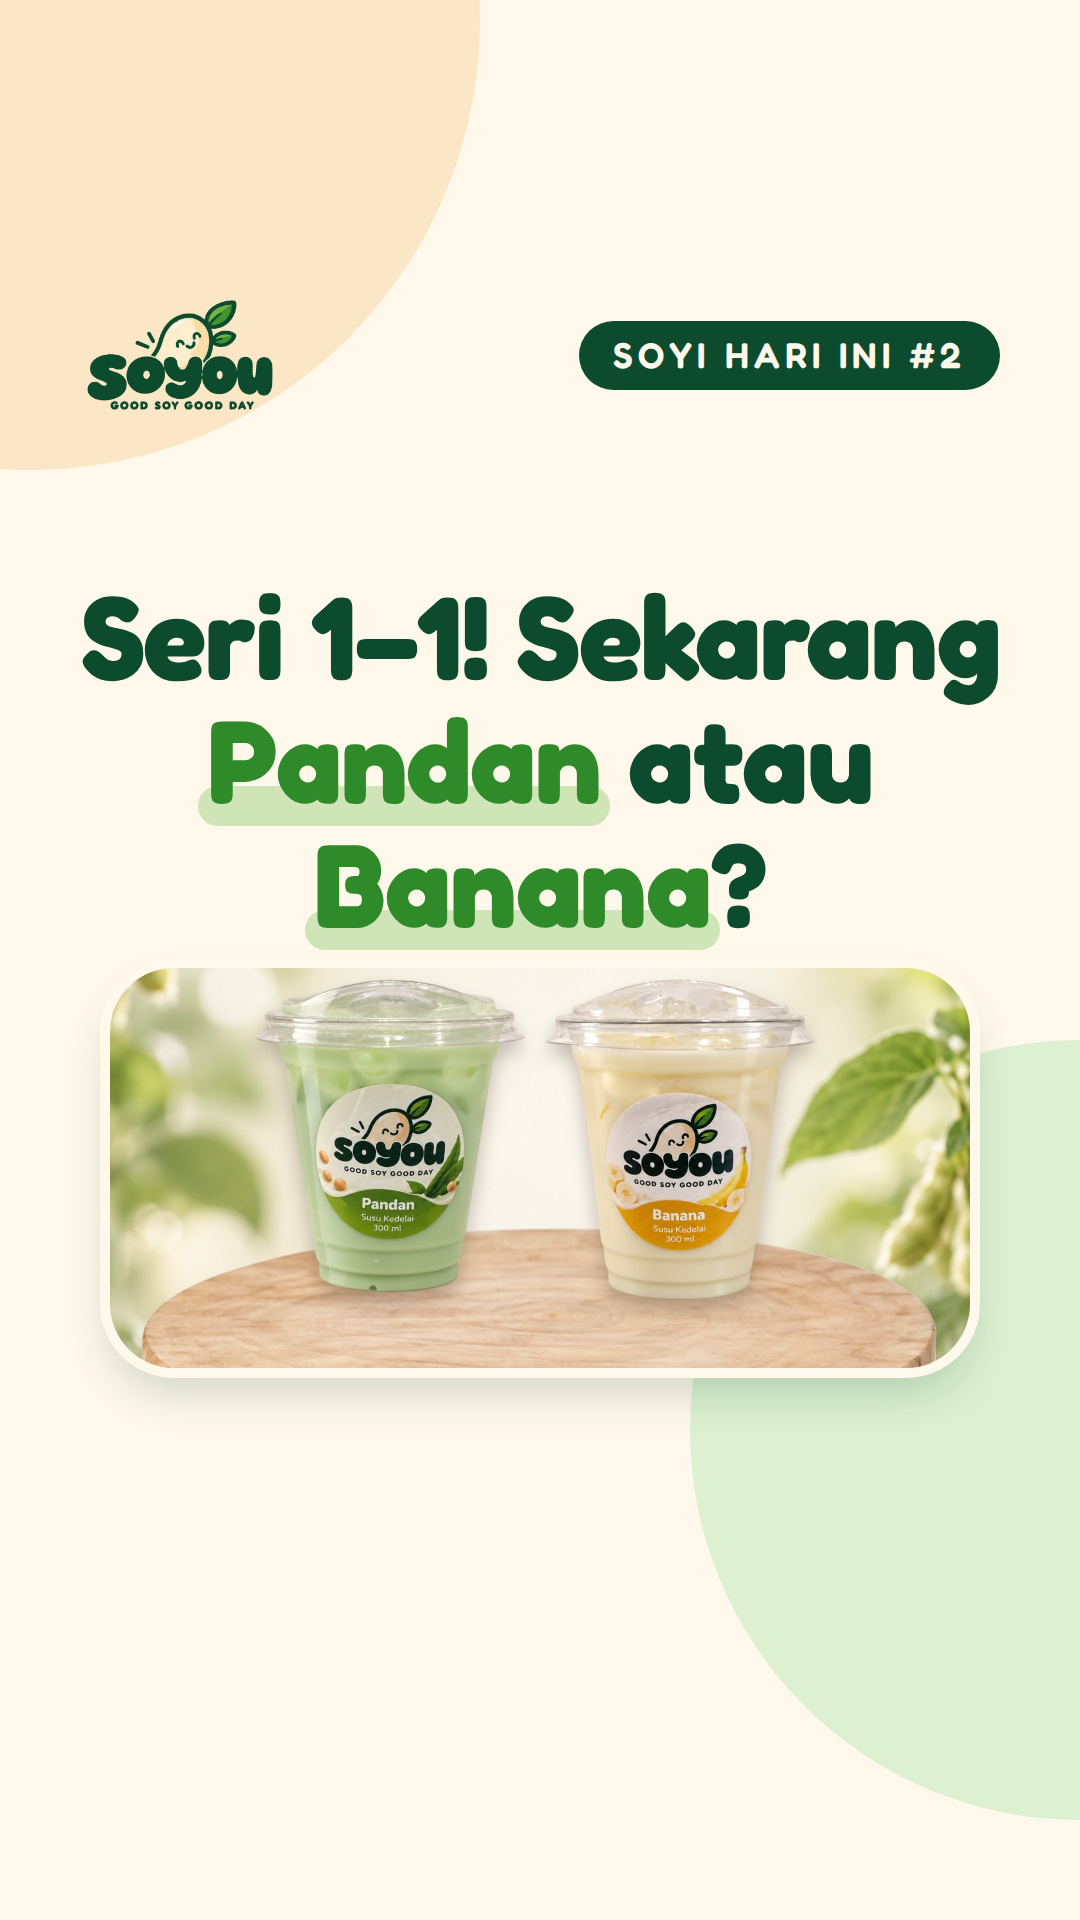 soyou
GOOD SOY GOOD DAY
SOYI HARI INI #2
Seri 1–1! Sekarang
Pandan atau
Banana?
soyou
GOOD SOY GOOD DAY
Pandan
Susu Kedelai
300 ml
soyou
GOOD SOY GOOD DAY
Banana
Susu Kedelai
300 ml